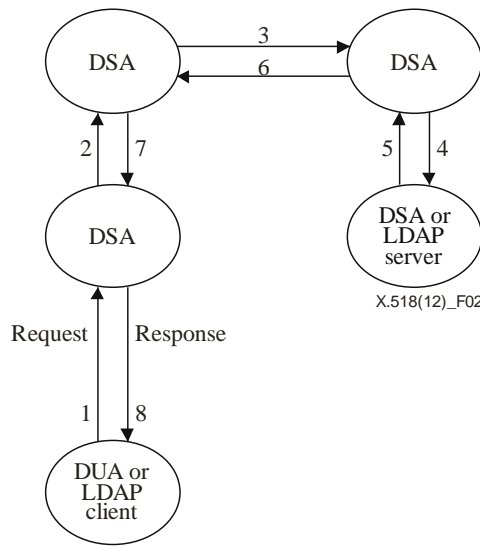 3
DSA
DSA
6
2
7
5
4
DSA
DSA or
LDAP
server
X.518(12)_F02
Request
Response
1
8
DUA or
LDAP
client